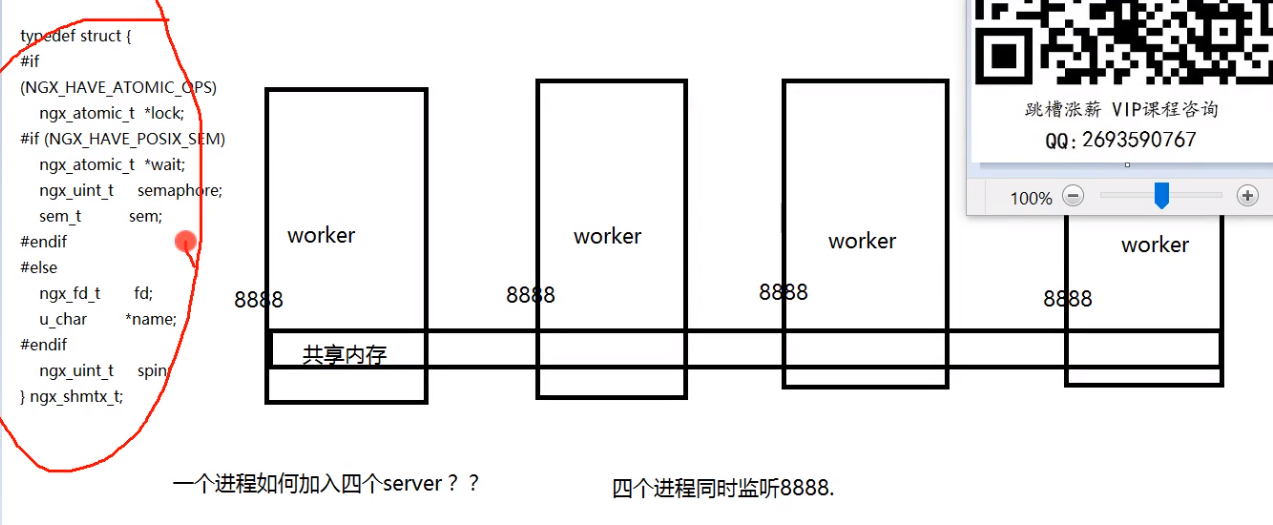 typedef struct {
#if
(NGX_HAVE_ATOMIC_OPS)
ngx_atomic_t *lock;
#if (NGX_HAVE_POSIX_SEM)
ngx_atomic_t *wait;
ngx_uint_t semaphore;
sem_t sem;
#endif
#else
ngx_fd_t fd;
u_char *name;
#endif
ngx_uint_t spin;
} ngx_shmtx_t;
worker
worker
worker
worker
8888
8888
8888
8888
共享内存
一个进程如何加入四个server？？
四个进程同时监听8888.
跳槽涨薪 VIP课程咨询
QQ:2693590767
100%